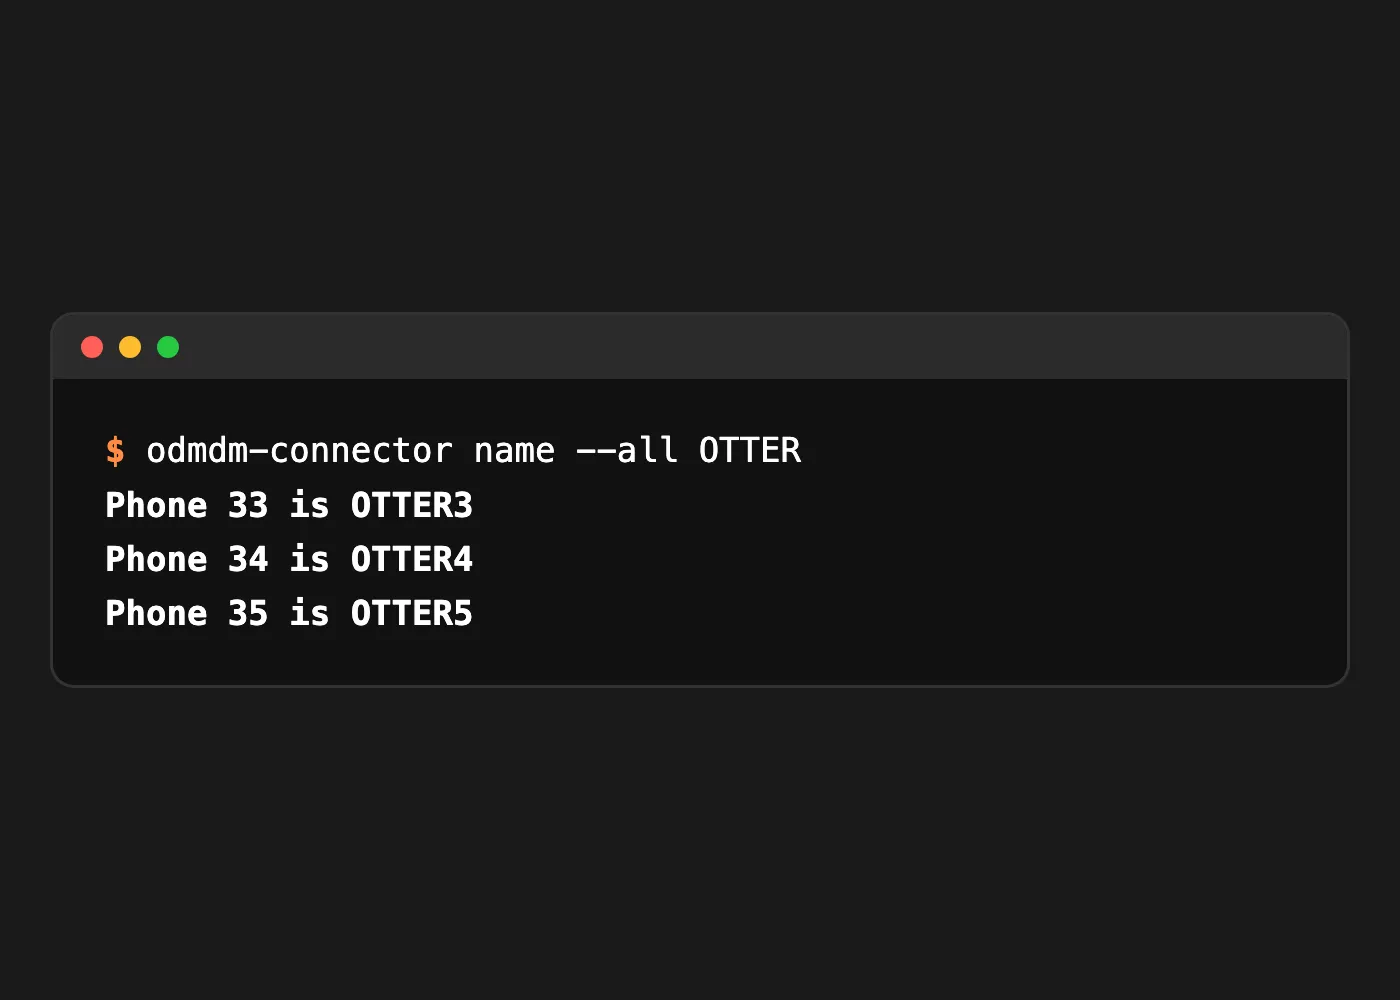 $ odmdm-connector name --all OTTER
Phone 33 is OTTER3
Phone 34 is OTTER4
Phone 35 is OTTER5